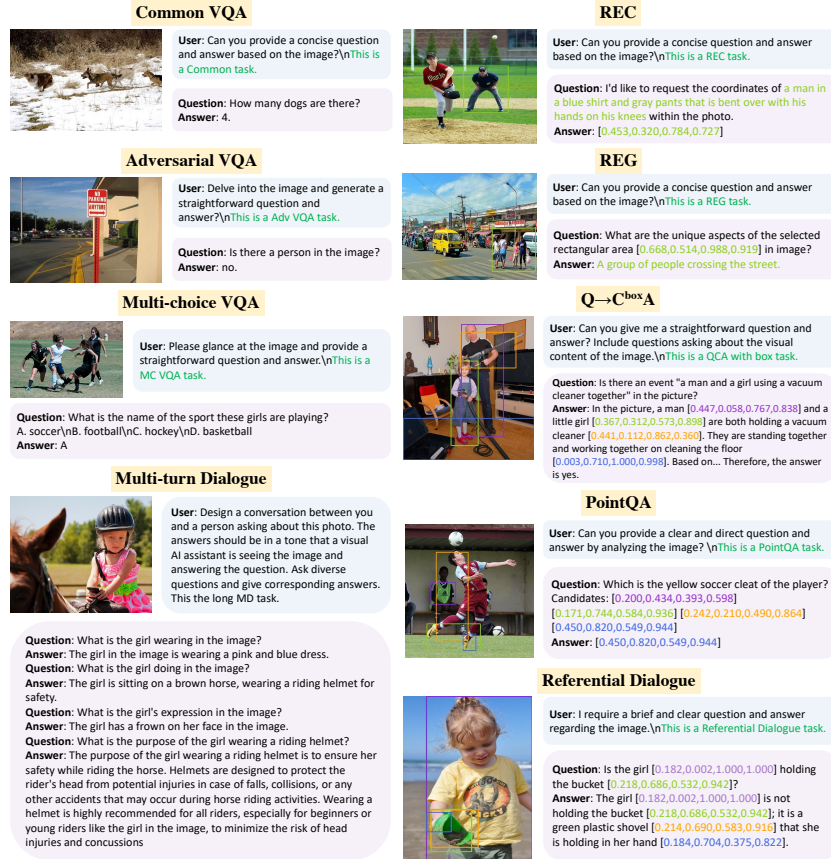 Common VQA
User: Can you provide a concise question
and answer based on the image?\nThis is
a Common task.
Question: How many dogs are there?
Answer: 4.
Adversarial VQA
NO
PARKING
ANYTIME
User: Delve into the image and generate a
straightforward question and
answer?\nThis is a Adv VQA task.
Question: Is there a person in the image?
Answer: no.
Multi-choice VQA
User: Please glance at the image and provide a
straightforward question and answer.\nThis is a
MC VQA task.
Question: What is the name of the sport these girls are playing?
A. soccer\nB. football\nC. hockey\nD. basketball
Answer: A
Multi-turn Dialogue
User: Design a conversation between you
and a person asking about this photo. The
answers should be in a tone that a visual
AI assistant is seeing the image and
answering the question. Ask diverse
questions and give corresponding answers.
This the long MD task.
Question: What is the girl wearing in the image?
Answer: The girl in the image is wearing a pink and blue dress.
Question: What is the girl doing in the image?
Answer: The girl is sitting on a brown horse, wearing a riding helmet for
safety.
Question: What is the girl's expression in the image?
Answer: The girl has a frown on her face in the image.
Question: What is the purpose of the girl wearing a riding helmet?
Answer: The purpose of the girl wearing a riding helmet is to ensure her
safety while riding the horse. Helmets are designed to protect the
rider's head from potential injuries in case of falls, collisions, or any
other accidents that may occur during horse riding activities. Wearing a
helmet is highly recommended for all riders, especially for beginners or
young riders like the girl in the image, to minimize the risk of head
injuries and concussions
REC
User: Can you provide a concise question and answer
based on the image?\nThis is a REC task.
Question: I'd like to request the coordinates of a man in
a blue shirt and gray pants that is bent over with his
hands on his knees within the photo.
Answer: [0.453,0.320,0.784,0.727]
REG
User: Can you provide a concise question and answer
based on the image?\nThis is a REG task.
Question: What are the unique aspects of the selected
rectangular area [0.668,0.514,0.988,0.919] in image?
Answer: A group of people crossing the street.
Q→C^boxA
User: Can you give me a straightforward question and
answer? Include questions asking about the visual
content of the image.\nThis is a QCA with box task.
Question: Is there an event "a man and a girl using a vacuum
cleaner together" in the picture?
Answer: In the picture, a man [0.447,0.058,0.767,0.838] and a
little girl [0.367,0.312,0.573,0.898] are both holding a vacuum
cleaner [0.441,0.112,0.862,0.360]. They are standing together
and working together on cleaning the floor
[0.003,0.710,1.000,0.998]. Based on... Therefore, the answer
is yes.
PointQA
User: Can you provide a clear and direct question and
answer by analyzing the image? \nThis is a PointQA task.
Question: Which is the yellow soccer cleat of the player?
Candidates: [0.200,0.434,0.393,0.598]
[0.171,0.744,0.584,0.936] [0.242,0.210,0.490,0.864]
[0.450,0.820,0.549,0.944]
Answer: [0.450,0.820,0.549,0.944]
Referential Dialogue
User: I require a brief and clear question and answer
regarding the image.\nThis is a Referential Dialogue task.
Question: Is the girl [0.182,0.002,1.000,1.000] holding
the bucket [0.218,0.686,0.532,0.942]?
Answer: The girl [0.182,0.002,1.000,1.000] is not
holding the bucket [0.218,0.686,0.532,0.942]; it is a
green plastic shovel [0.214,0.690,0.583,0.916] that she
is holding in her hand [0.184,0.704,0.375,0.822].